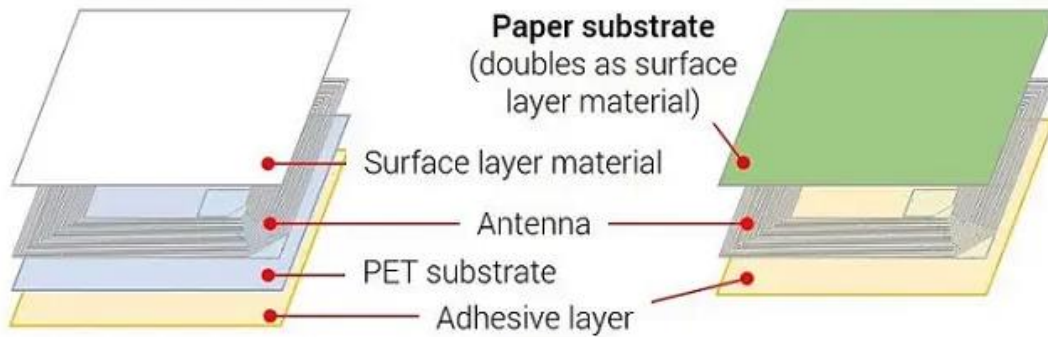 Paper substrate
(doubles as surface
layer material)
Surface layer material
Antenna
PET substrate
Adhesive layer